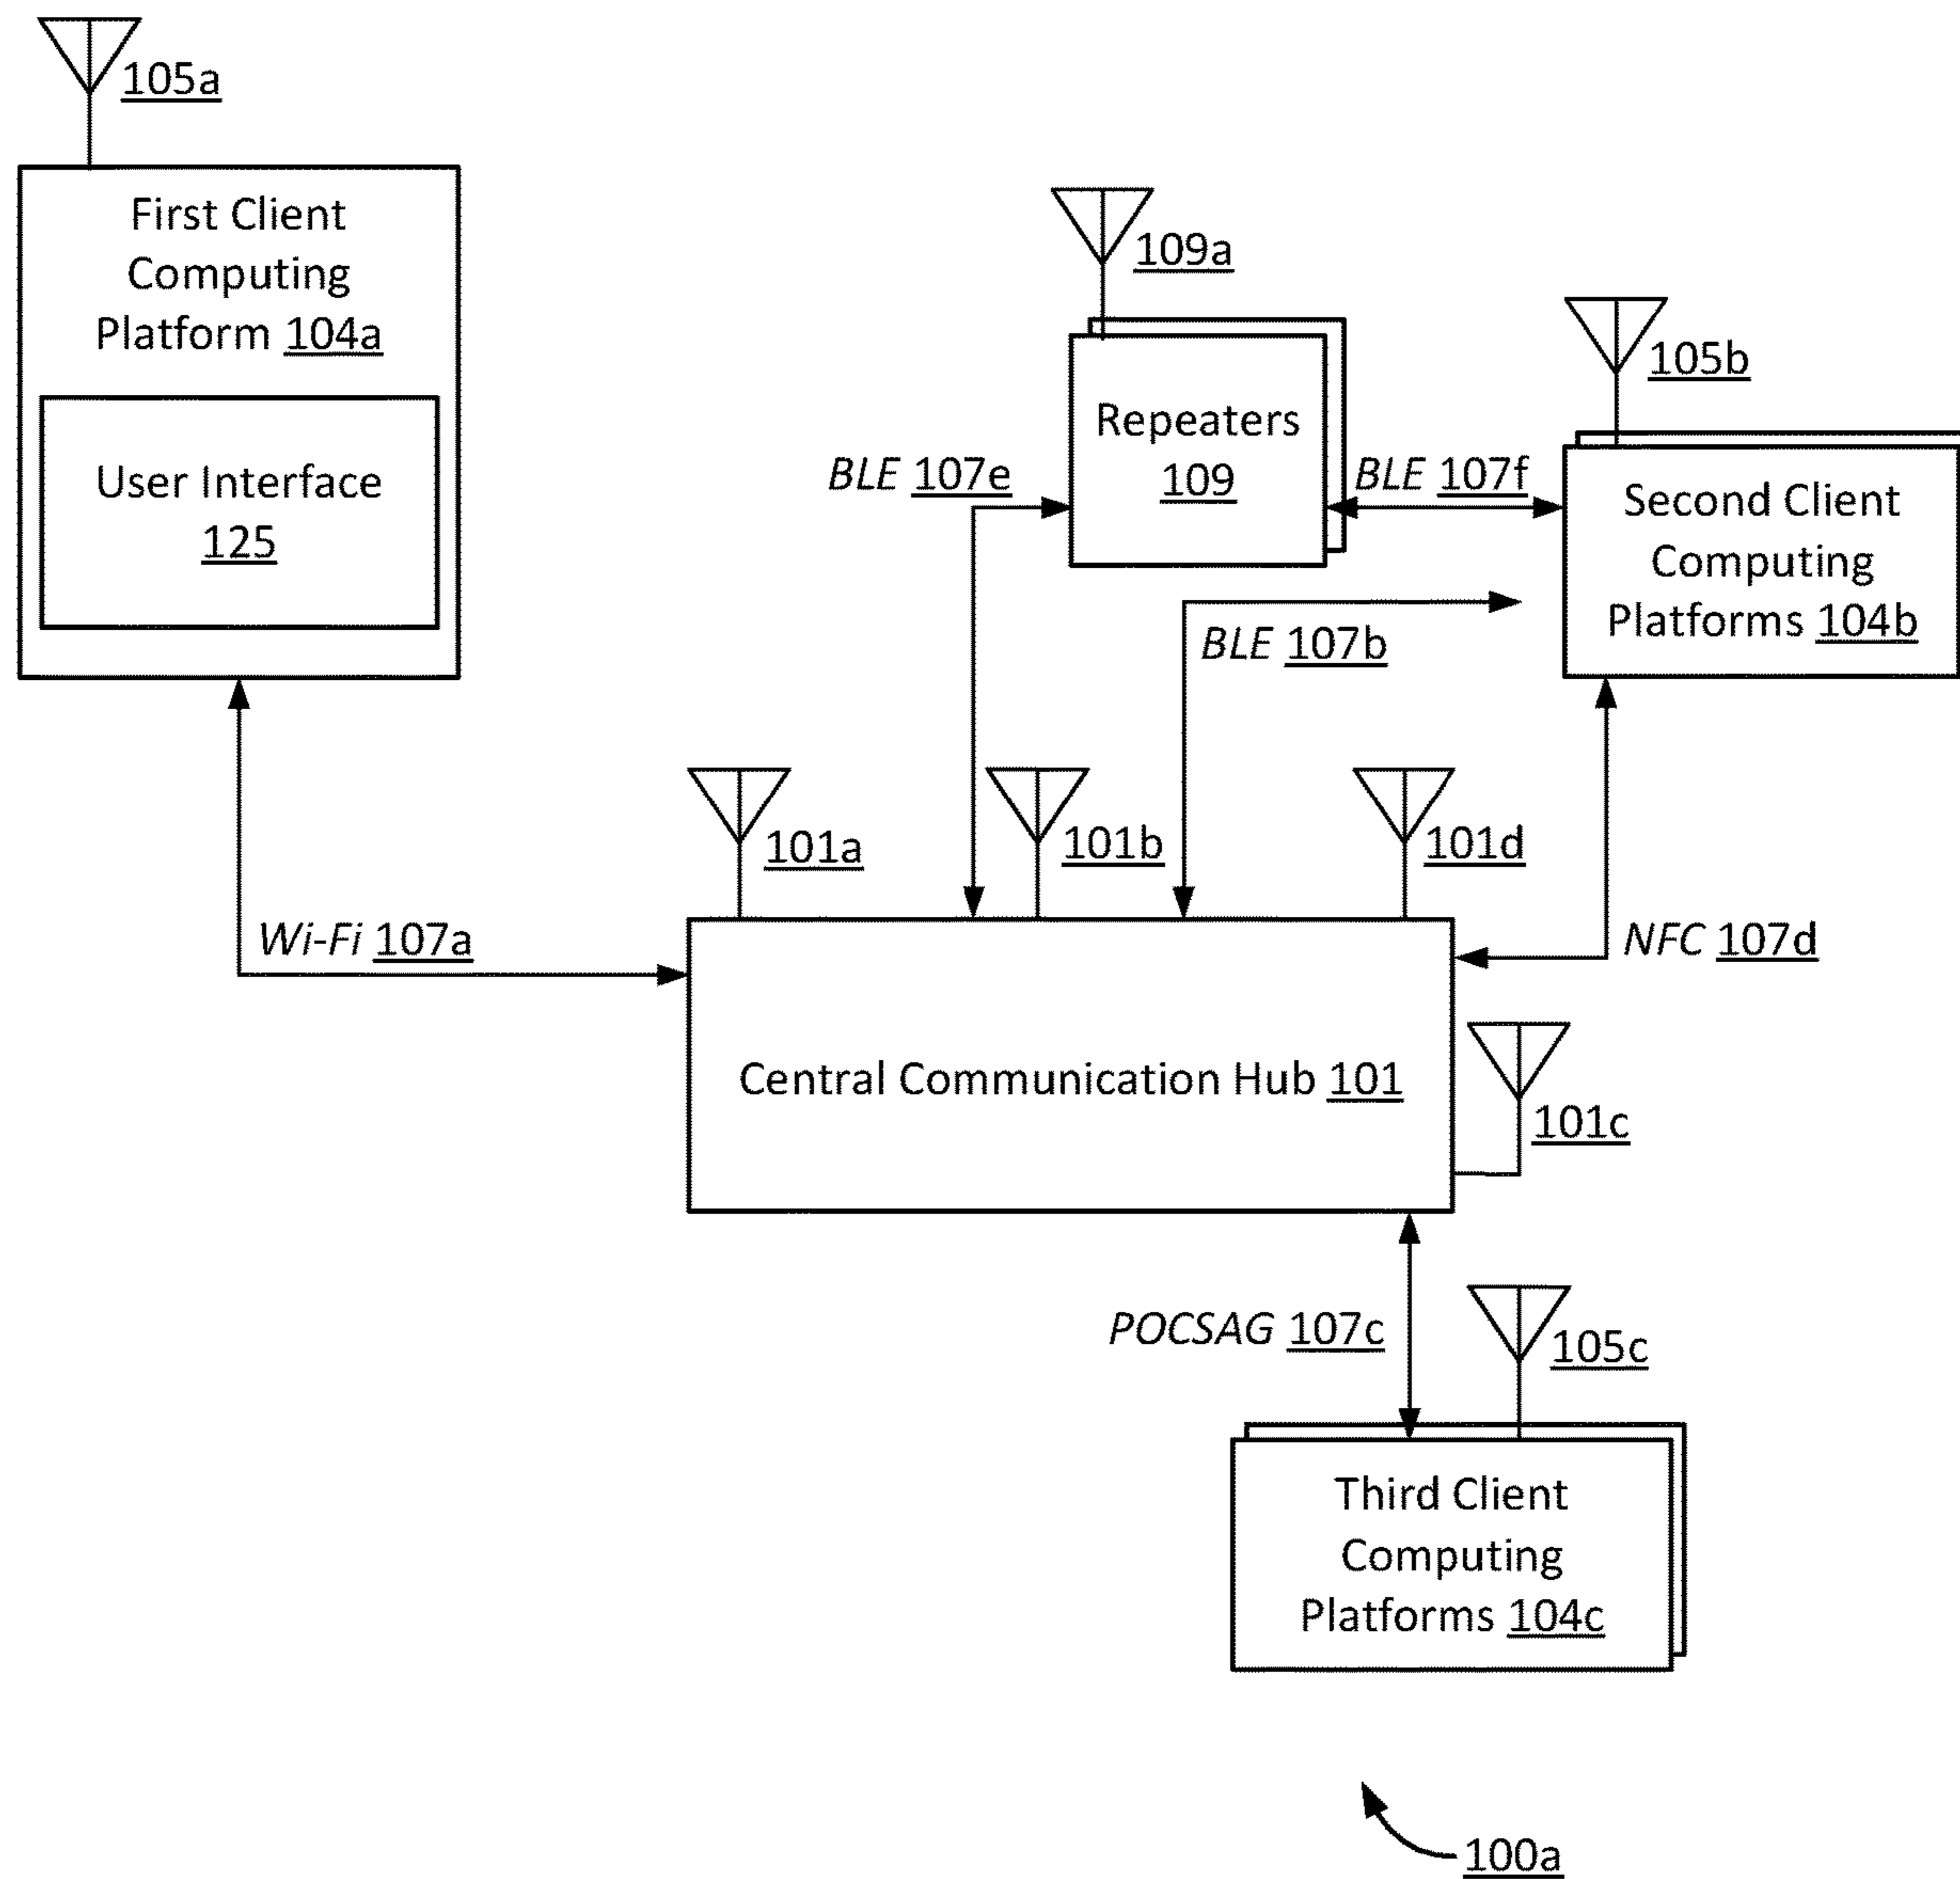 105a
First Client
Computing
Platform 104a
User Interface
125
109a
Repeaters
109
105b
Second Client
Computing
Platforms 104b
BLE 107e
BLE 107f
BLE 107b
101a
101b
101d
Wi-Fi 107a
NFC 107d
Central Communication Hub 101
101c
POCSAG 107c
105c
Third Client
Computing
Platforms 104c
100a